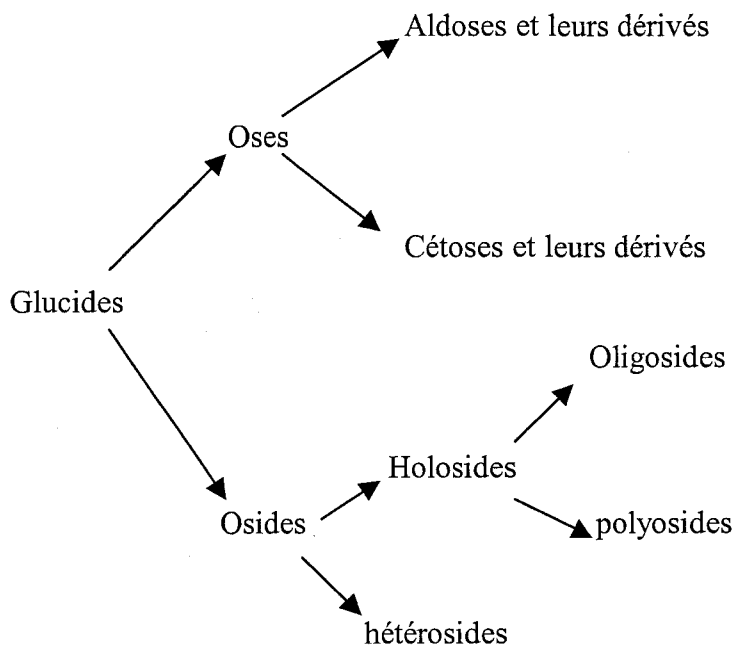 Aldoses et leurs dérivés
Oses
Cétoses et leurs dérivés
Glucides
Oligosides
Holosides
Osides
polyosides
hétérosides